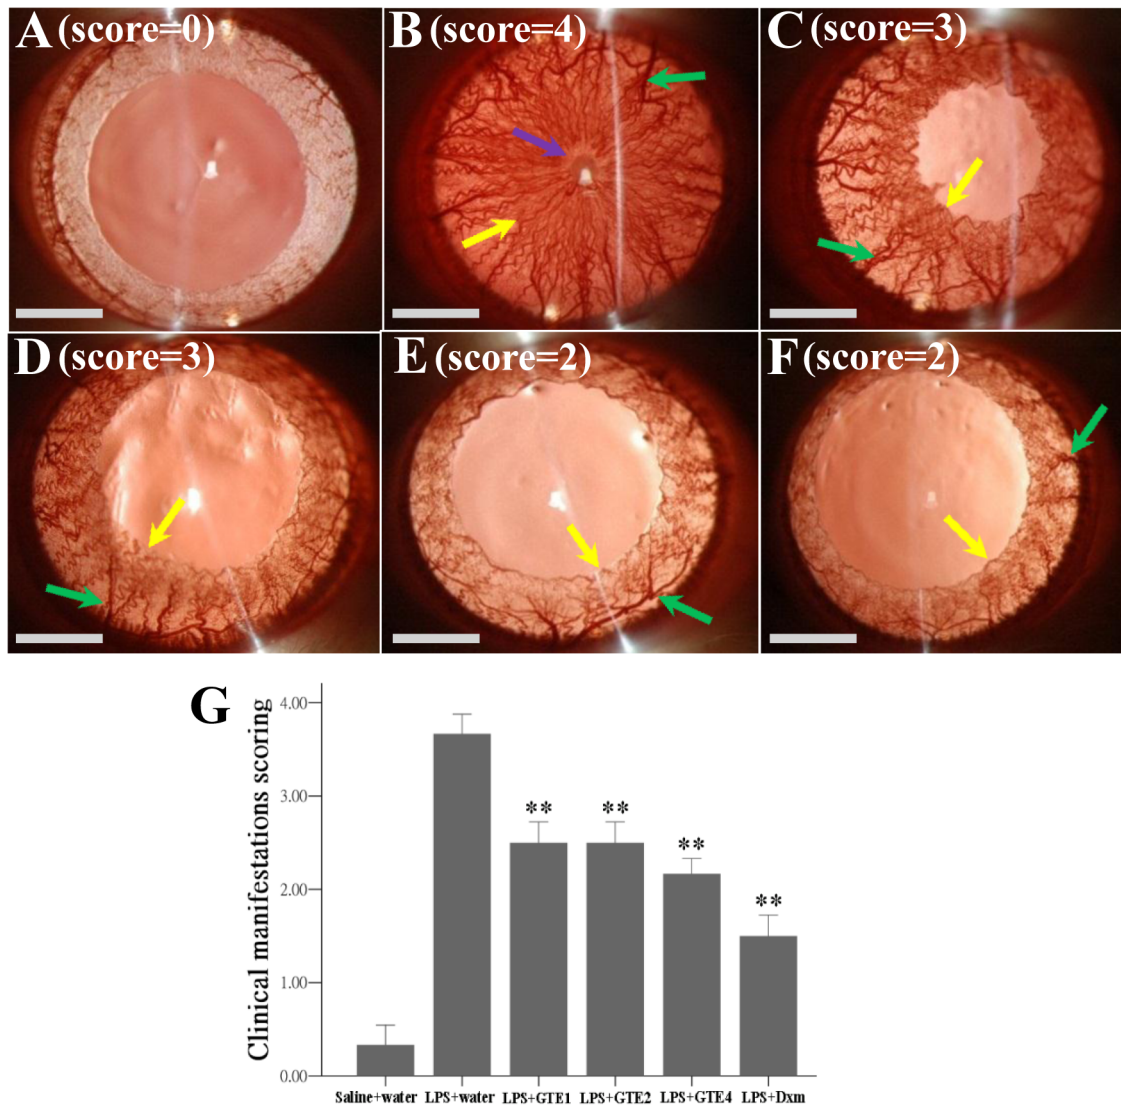 A (score=0)
B (score=4)
C (score=3)
D (score=3)
E (score=2)
F (score=2)
G
Clinical manifestations scoring
4.00
3.00
2.00
1.00
0.00
**
**
**
**
Saline+water LPS+water LPS+GTE1 LPS+GTE2 LPS+GTE4 LPS+Dxm